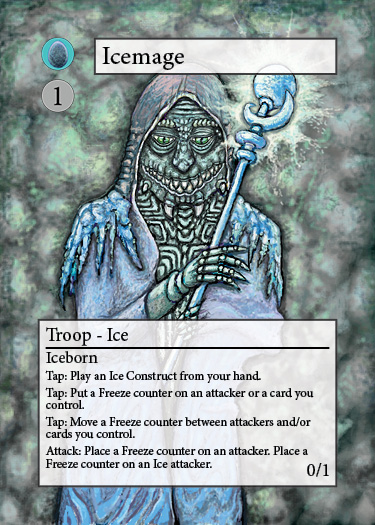 Icemage
1
Troop - Ice
Iceborn
Tap: Play an Ice Construct from your hand.
Tap: Put a Freeze counter on an attacker or a card you
control.
Tap: Move a Freeze counter between attackers and/or
cards you control.
Attack: Place a Freeze counter on an attacker. Place a
Freeze counter on an Ice attacker.
0/1